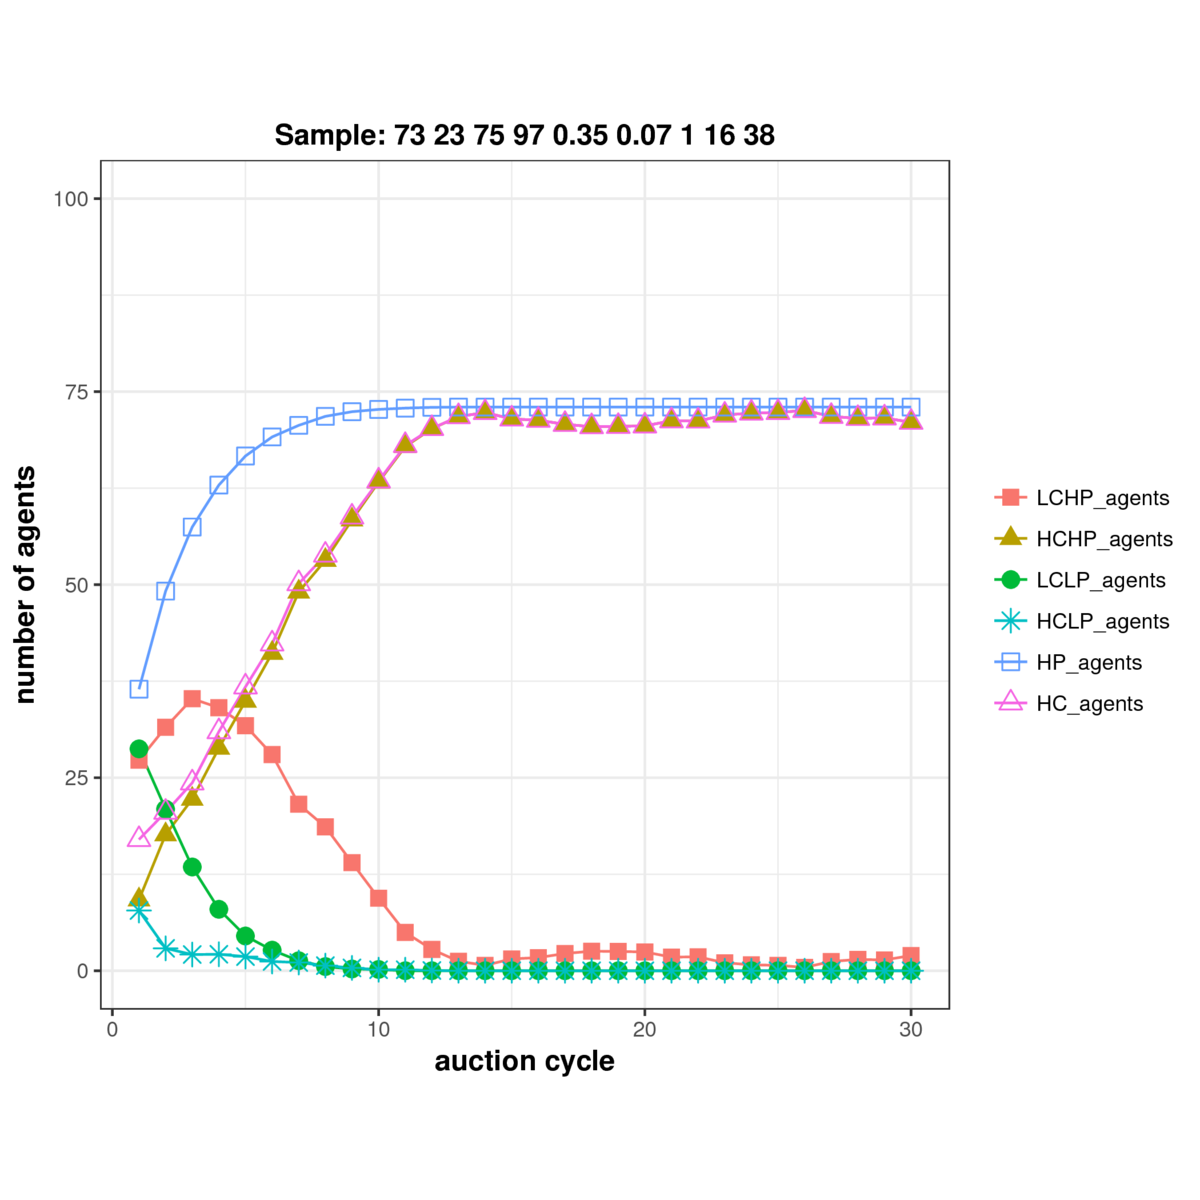 Sample: 73 23 75 97 0.35 0.07 1 16 38
number of agents
100
75
50
25
0
0 10 20 30
auction cycle
LCHP_agents
HCHP_agents
LCLP_agents
HCLP_agents
HP_agents
HC_agents